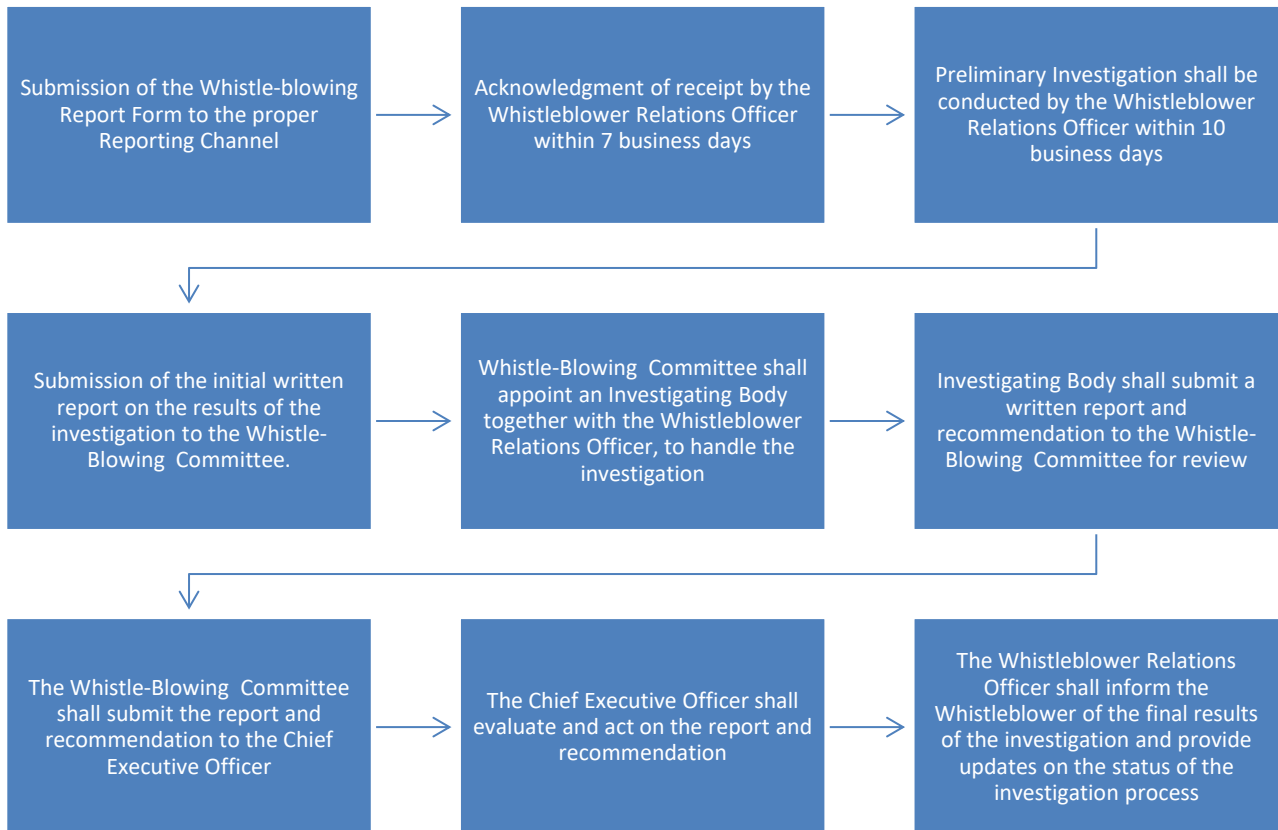 Submission of the Whistle-blowing
Report Form to the proper
Reporting Channel
Acknowledgment of receipt by the
Whistleblower Relations Officer
within 7 business days
Preliminary Investigation shall be
conducted by the Whistleblower
Relations Officer within 10
business days
Submission of the initial written
report on the results of the
investigation to the Whistle-
Blowing Committee.
Whistle-Blowing Committee shall
appoint an Investigating Body
together with the Whistleblower
Relations Officer, to handle the
investigation
Investigating Body shall submit a
written report and
recommendation to the Whistle-
Blowing Committee for review
The Whistle-Blowing Committee
shall submit the report and
recommendation to the Chief
Executive Officer
The Chief Executive Officer shall
evaluate and act on the report and
recommendation
The Whistleblower Relations
Officer shall inform the
Whistleblower of the final results
of the investigation and provide
updates on the status of the
investigation process